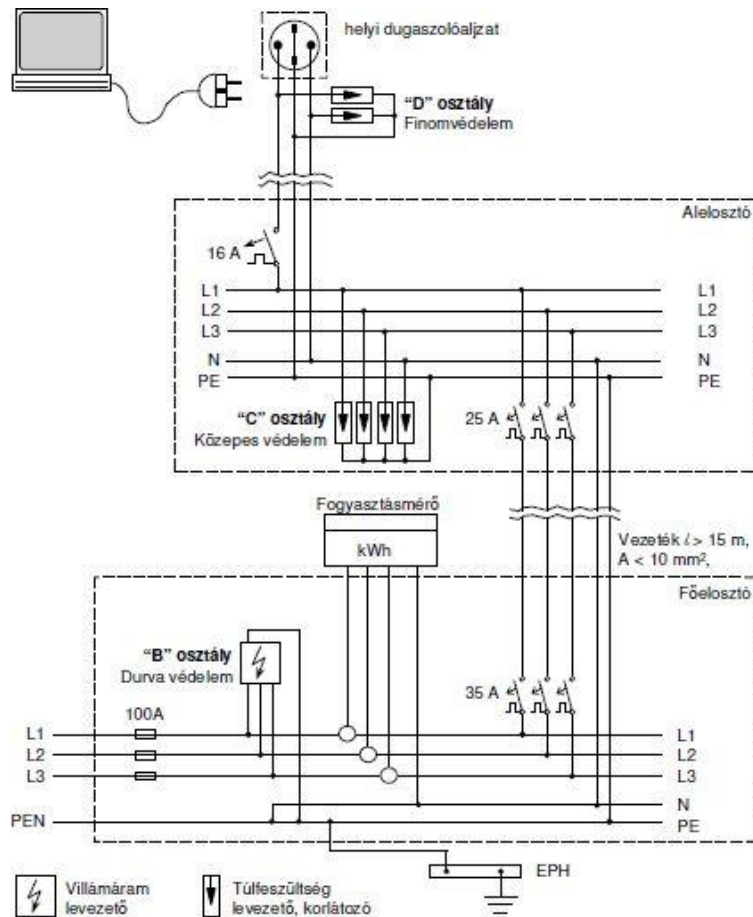 helyi dugaszolóaljzat
"D" osztály
Finomvédelem
Alelosztó
16 A
L1 L1
L2 L2
L3 L3
N N
PE PE
"C" osztály
Közepes védelem
25 A
Fogyasztásmérő
kWh
Vezeték ℓ > 15 m,
A < 10 mm²,
Főelosztó
"B" osztály
Durva védelem
35 A
100A
L1 L1
L2 L2
L3 L3
N
PEN PE
EPH
Villámáram
levezető
Túlfeszültség
levezető, korlátozó